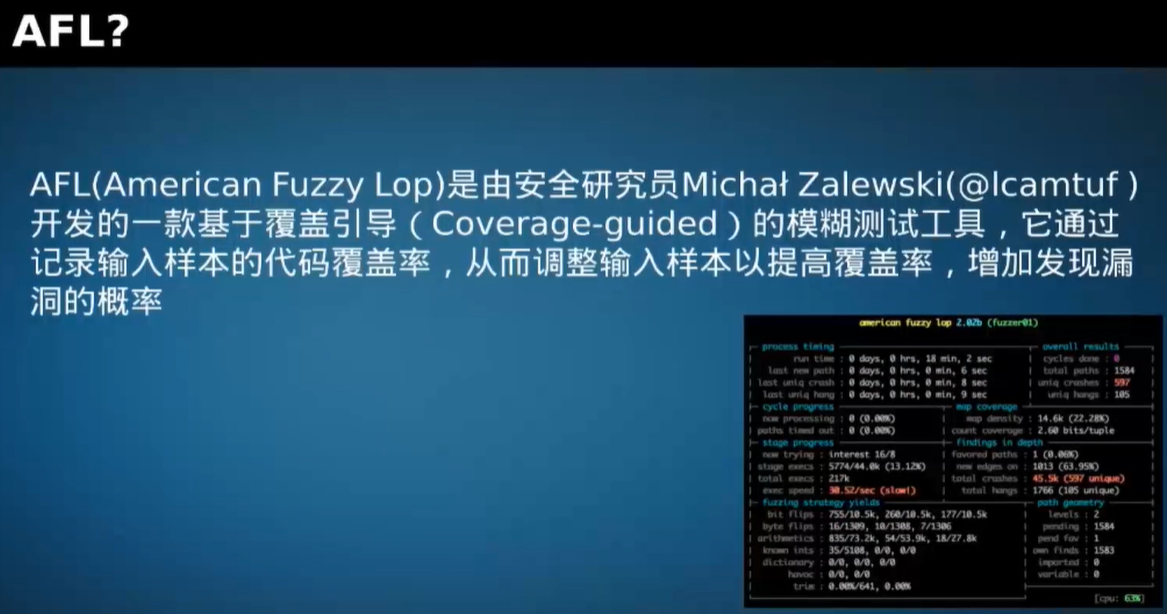 AFL?
AFL(American Fuzzy Lop)是由安全研究员Michał Zalewski(@lcamtuf )
开发的一款基于覆盖引导（Coverage-guided）的模糊测试工具，它通过
记录输入样本的代码覆盖率，从而调整输入样本以提高覆盖率，增加发现漏
洞的概率
american fuzzy lop 2.02b (fuzzer01)
process timing overall results
run time : 0 days, 0 hrs, 18 min, 2 sec cycles done : 0
last new path : 0 days, 0 hrs, 0 min, 6 sec total paths : 1584
last uniq crash : 0 days, 0 hrs, 0 min, 8 sec uniq crashes : 597
last uniq hang : 0 days, 0 hrs, 0 min, 9 sec uniq hangs : 105
cycle progress map coverage
now processing : 0 (0.00%) map density : 14.6k (22.28%)
paths timed out : 0 (0.00%) count coverage : 2.60 bits/tuple
stage progress findings in depth
now trying : interest 16/8 favored paths : 1 (0.06%)
stage execs : 5774/44.0k (13.12%) new edges on : 1013 (63.95%)
total execs : 217k total crashes : 45.5k (597 unique)
exec speed : 30.52/sec (slow!) total hangs : 1766 (105 unique)
fuzzing strategy yields path geometry
bit flips : 755/10.5k, 260/10.5k, 177/10.5k levels : 2
byte flips : 16/1309, 10/1308, 7/1306 pending : 1584
arithmetics : 835/73.2k, 54/53.9k, 18/27.8k pend fav : 1
known ints : 35/5108, 0/0, 0/0 own finds : 1583
dictionary : 0/0, 0/0, 0/0 imported : 0
havoc : 0/0, 0/0 variable : 0
trim : 0.00%/641, 0.00%
[cpu: 63%]